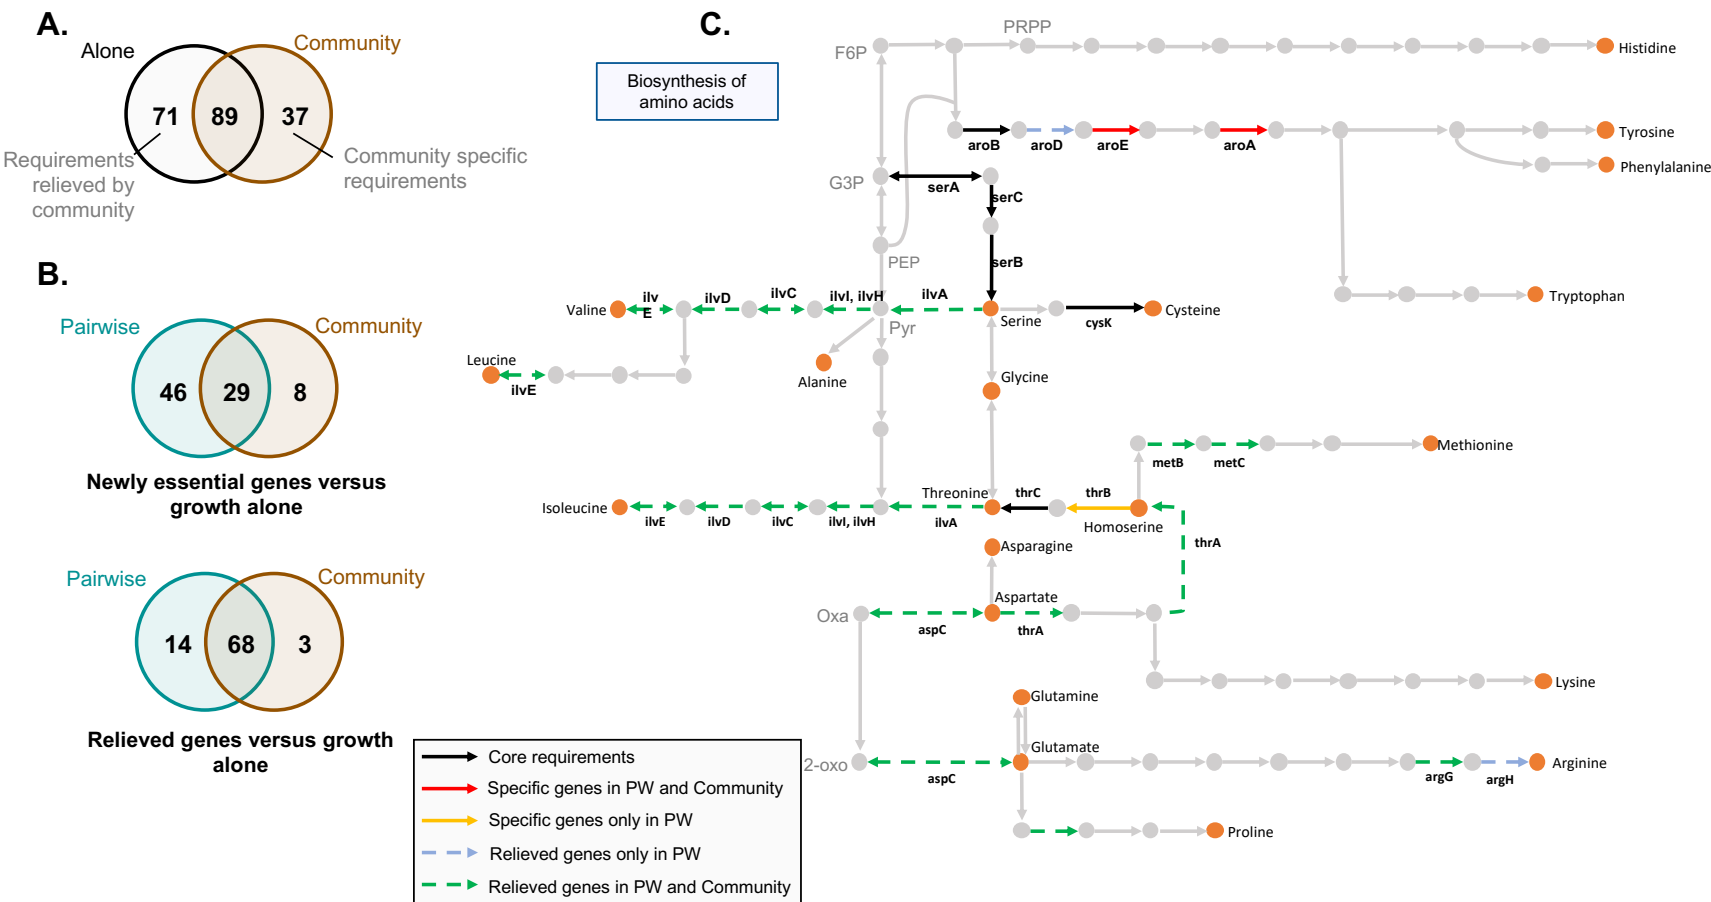 A.
Alone
Community
71
89
37
Requirements
relieved by
community
Community specific
requirements
B.
Pairwise
Community
46
29
8
Newly essential genes versus
growth alone
Pairwise
Community
14
68
3
Relieved genes versus growth
alone
C.
Biosynthesis of
amino acids
PRPP
F6P
Histidine
aroB
aroD
aroE
aroA
Tyrosine
Phenylalanine
G3P
serA
serC
serB
PEP
Valine
ilv
E
ilvD
ilvC
ilvI, ilvH
ilvA
Pyr
Serine
cysK
Cysteine
Tryptophan
Leucine
ilvE
Alanine
Glycine
metB
metC
Methionine
Isoleucine
ilvE
ilvD
ilvC
ilvI, ilvH
ilvA
Threonine
thrC
thrB
Homoserine
thrA
Asparagine
Oxa
aspC
Aspartate
thrA
Lysine
Glutamine
2-oxo
aspC
Glutamate
argG
argH
Arginine
Proline
Core requirements
Specific genes in PW and Community
Specific genes only in PW
Relieved genes only in PW
Relieved genes in PW and Community